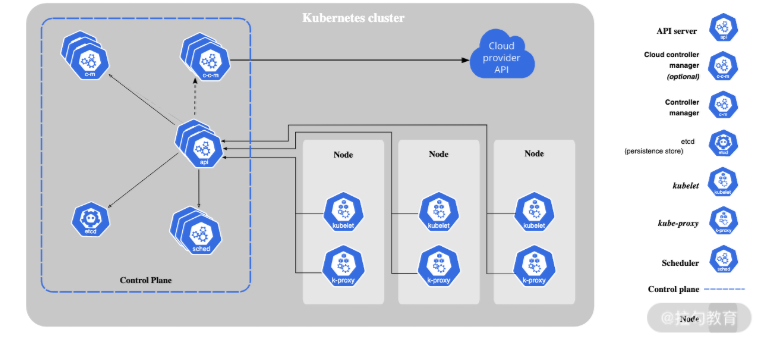 Kubernetes cluster
API server
api
Cloud
provider
API
c-m
c-c-m
Cloud controller
manager
(optional)
c-c-m
Controller
manager
c-m
api
Node
Node
Node
etcd
(persistence store)
etcd
kubelet
kubelet
kubelet
kubelet
kubelet
etcd
sched
kube-proxy
k-proxy
k-proxy
k-proxy
k-proxy
Scheduler
sched
Control Plane
Control plane
Node
@拉勾教育